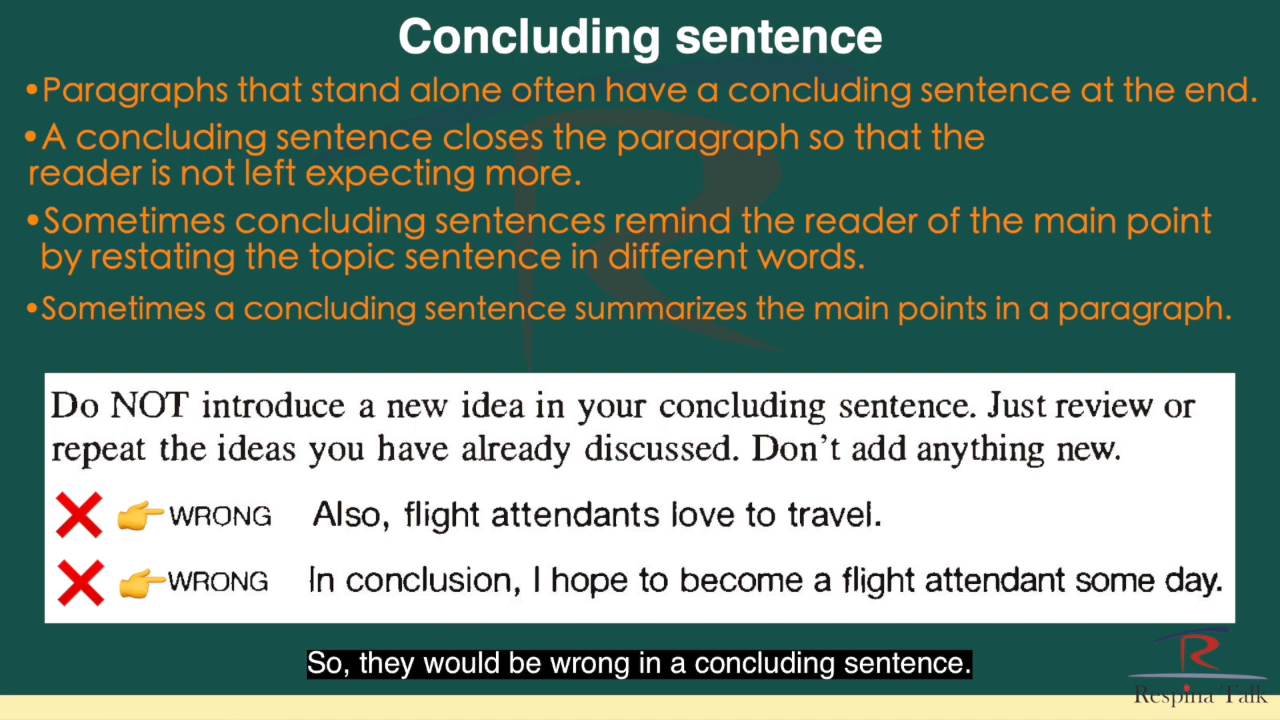 Concluding sentence
•Paragraphs that stand alone often have a concluding sentence at the end.
•A concluding sentence closes the paragraph so that the
reader is not left expecting more.
•Sometimes concluding sentences remind the reader of the main point
by restating the topic sentence in different words.
•Sometimes a concluding sentence summarizes the main points in a paragraph.
Do NOT introduce a new idea in your concluding sentence. Just review or
repeat the ideas you have already discussed. Don't add anything new.
WRONG Also, flight attendants love to travel.
WRONG In conclusion, I hope to become a flight attendant some day.
So, they would be wrong in a concluding sentence.
Respina Talk